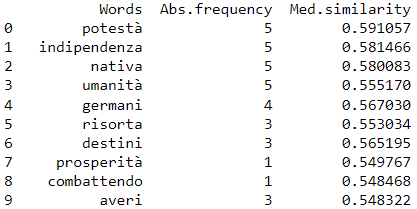 Words Abs.frequency Med.similarity
0 potestà 5 0.591057
1 indipendenza 5 0.581466
2 nativa 5 0.580083
3 umanità 5 0.555170
4 germani 4 0.567030
5 risorta 3 0.553034
6 destini 3 0.565195
7 prosperità 1 0.549767
8 combattendo 1 0.548468
9 averi 3 0.548322